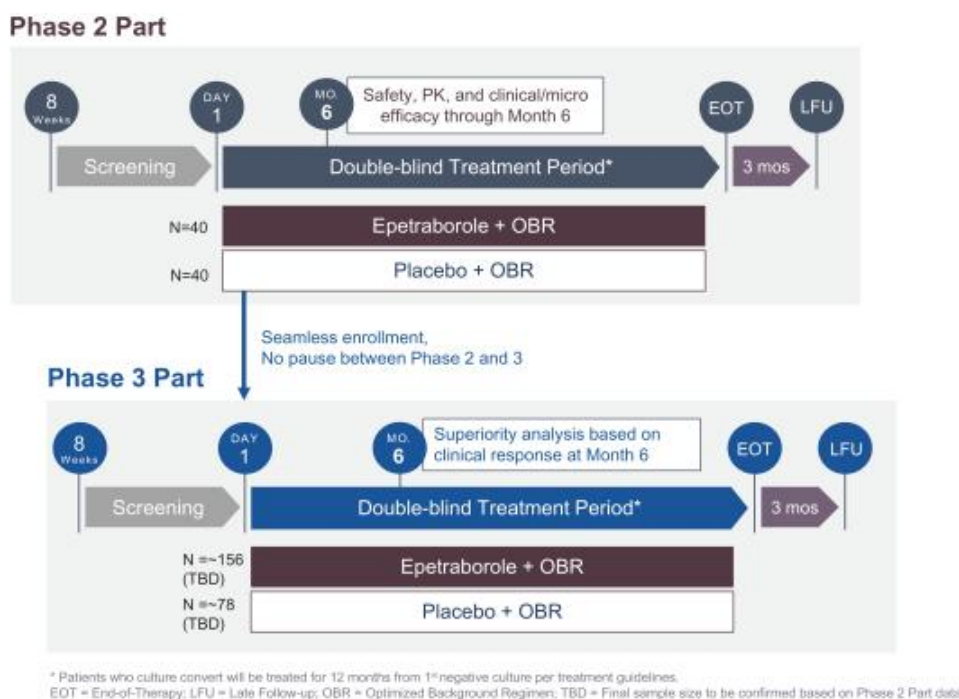 Phase 2 Part
8
Weeks
DAY
1
MO.
6
Safety, PK, and clinical/micro
efficacy through Month 6
EOT
LFU
Screening
Double-blind Treatment Period*
3 mos
N=40
Epetraborole + OBR
N=40
Placebo + OBR
Seamless enrollment,
No pause between Phase 2 and 3
Phase 3 Part
8
Weeks
DAY
1
MO.
6
Superiority analysis based on
clinical response at Month 6
EOT
LFU
Screening
Double-blind Treatment Period*
3 mos
N =~156
(TBD)
Epetraborole + OBR
N =~78
(TBD)
Placebo + OBR
* Patients who culture convert will be treated for 12 months from 1st negative culture per treatment guidelines.
EOT = End-of-Therapy; LFU = Late Follow-up; OBR = Optimized Background Regimen; TBD = Final sample size to be confirmed based on Phase 2 Part data